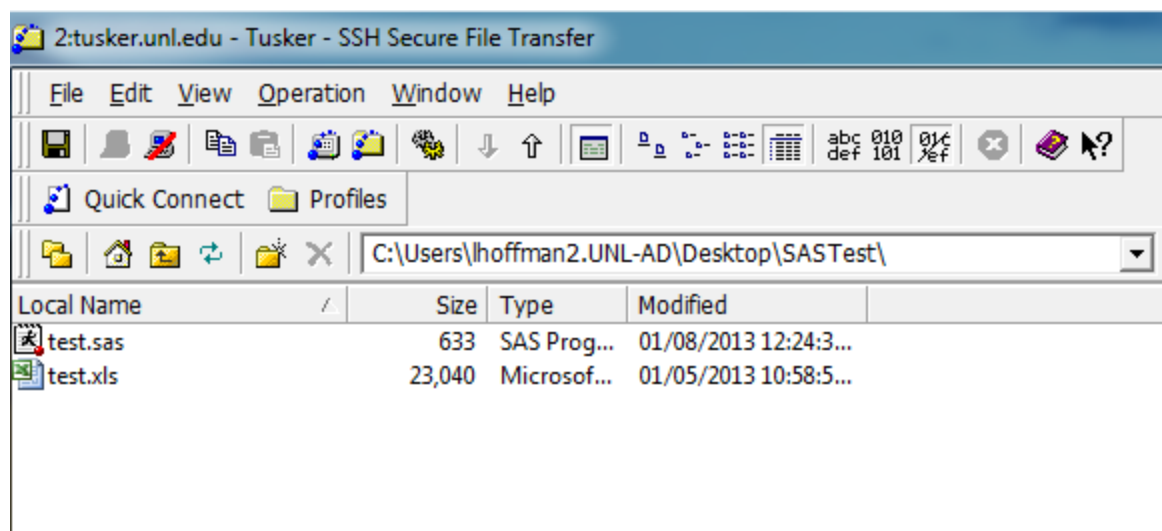 2:tusker.unl.edu - Tusker - SSH Secure File Transfer
File Edit View Operation Window Help
abc def 010 101
Quick Connect Profiles
C:\Users\lhoffman2.UNL-AD\Desktop\SASTest\
Local Name / Size Type Modified
test.sas 633 SAS Prog... 01/08/2013 12:24:3...
test.xls 23,040 Microsof... 01/05/2013 10:58:5...